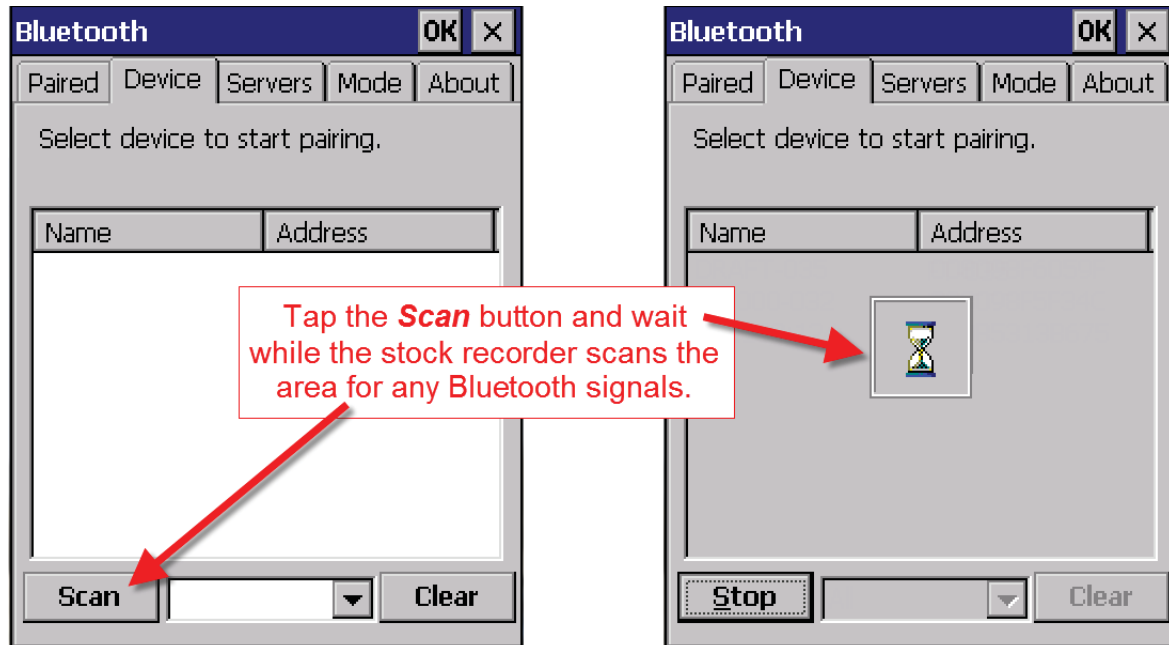 Bluetooth OK ×
Paired Device Servers Mode About
Select device to start pairing.
Name Address
Scan Clear
Tap the Scan button and wait
while the stock recorder scans the
area for any Bluetooth signals.
Bluetooth OK ×
Paired Device Servers Mode About
Select device to start pairing.
Name Address
Stop Clear